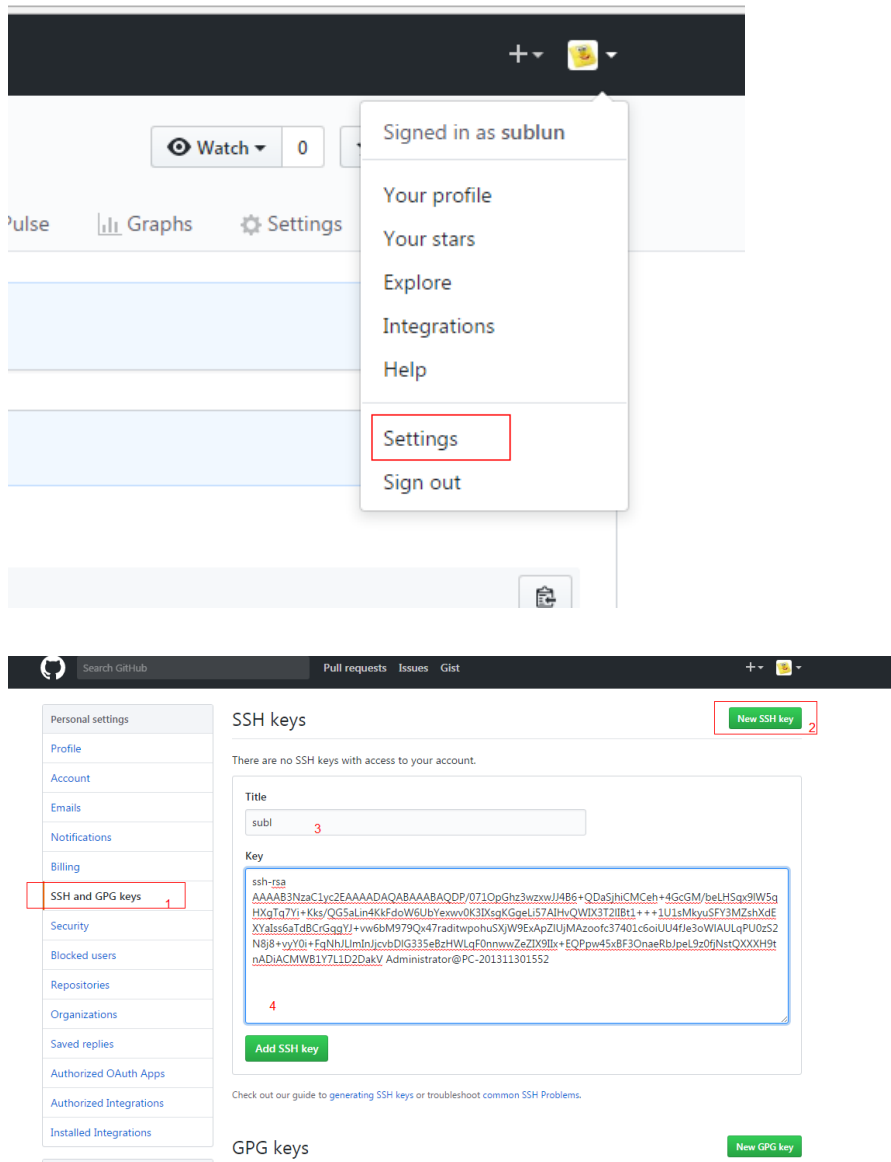 Signed in as sublun
Watch 0
Your profile
Pulse Graphs Settings
Your stars
Explore
Integrations
Help
Settings
Sign out
Search GitHub Pull requests Issues Gist
Personal settings
Profile
Account
Emails
Notifications
Billing
SSH and GPG keys 1
Security
Blocked users
Repositories
Organizations
Saved replies
Authorized OAuth Apps
Authorized Integrations
Installed Integrations
SSH keys
New SSH key 2
There are no SSH keys with access to your account.
Title
subl 3
Key
ssh-rsa
Administrator@PC-201311301552
4
Add SSH key
Check out our guide to generating SSH keys or troubleshoot common SSH Problems.
GPG keys
New GPG key